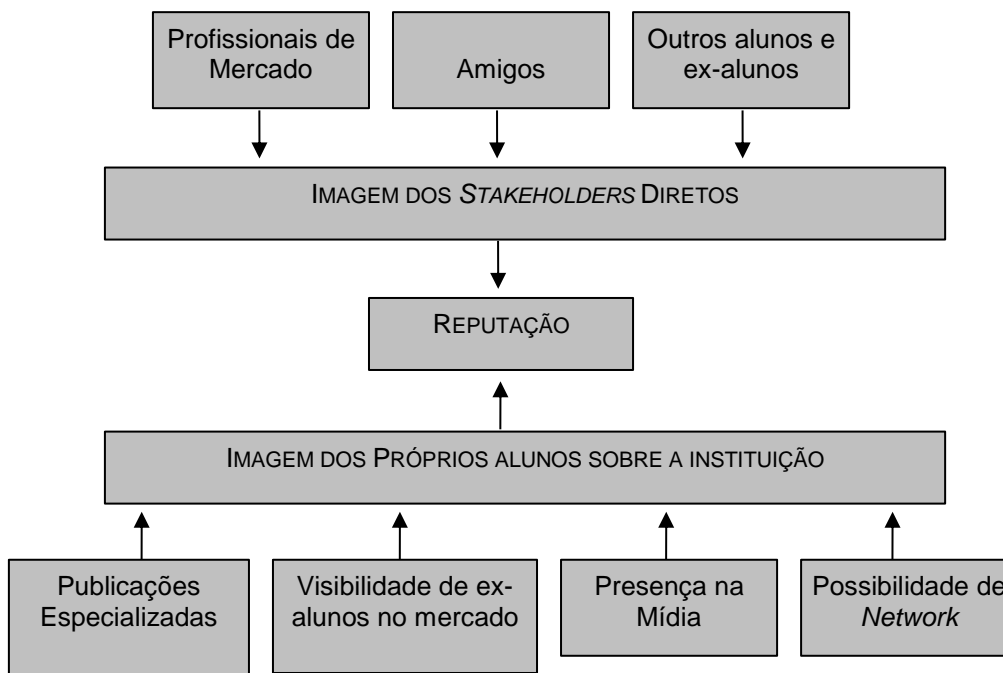 Profissionais de
Mercado
Amigos
Outros alunos e
ex-alunos
IMAGEM DOS STAKEHOLDERS DIRETOS
REPUTAÇÃO
IMAGEM DOS PRÓPRIOS ALUNOS SOBRE A INSTITUIÇÃO
Publicações
Especializadas
Visibilidade de ex-
alunos no mercado
Presença na
Mídia
Possibilidade de
Network